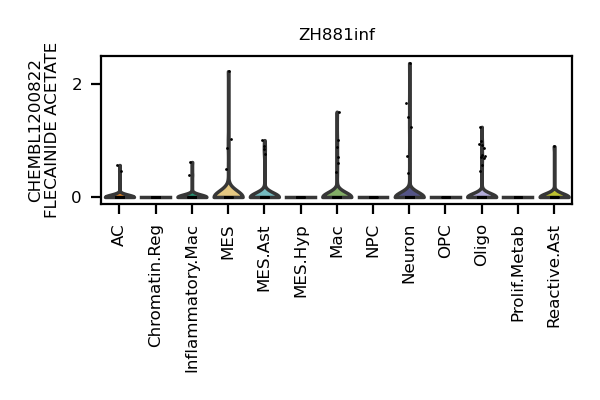 ZH881inf
CHEMBL1200822
FLECAINIDE ACETATE
2
0
AC
Chromatin.Reg
Inflammatory.Mac
MES
MES.Ast
MES.Hyp
Mac
NPC
Neuron
OPC
Oligo
Prolif.Metab
Reactive.Ast